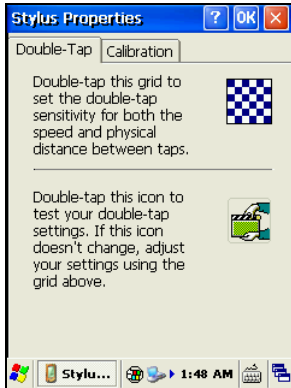 Stylus Properties ? OK ×
Double-Tap Calibration
Double-tap this grid to
set the double-tap
sensitivity for both the
speed and physical
distance between taps.
Double-tap this icon to
test your double-tap
settings. If this icon
doesn't change, adjust
your settings using the
grid above.
Stylu... 1:48 AM